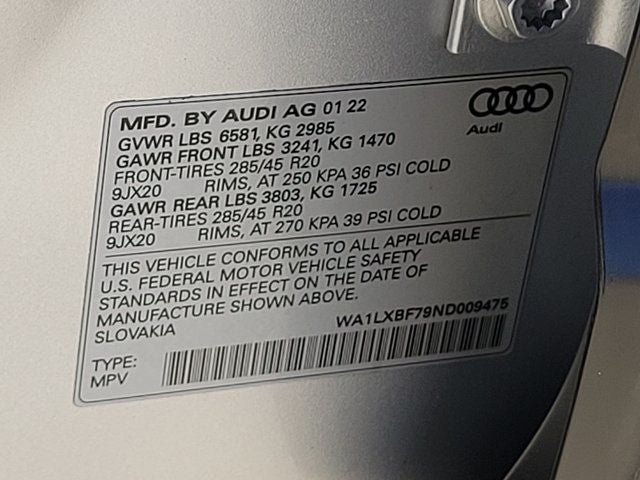 MFD. BY AUDI AG 01 22
Audi
GVWR LBS 6581, KG 2985
GAWR FRONT LBS 3241, KG 1470
FRONT-TIRES 285/45 R20
9JX20 RIMS, AT 250 KPA 36 PSI COLD
GAWR REAR LBS 3803, KG 1725
REAR-TIRES 285/45 R20
9JX20 RIMS, AT 270 KPA 39 PSI COLD
THIS VEHICLE CONFORMS TO ALL APPLICABLE
U.S. FEDERAL MOTOR VEHICLE SAFETY
STANDARDS IN EFFECT ON THE DATE OF
MANUFACTURE SHOWN ABOVE.
SLOVAKIA
WA1LXBF79ND009475
TYPE:
MPV